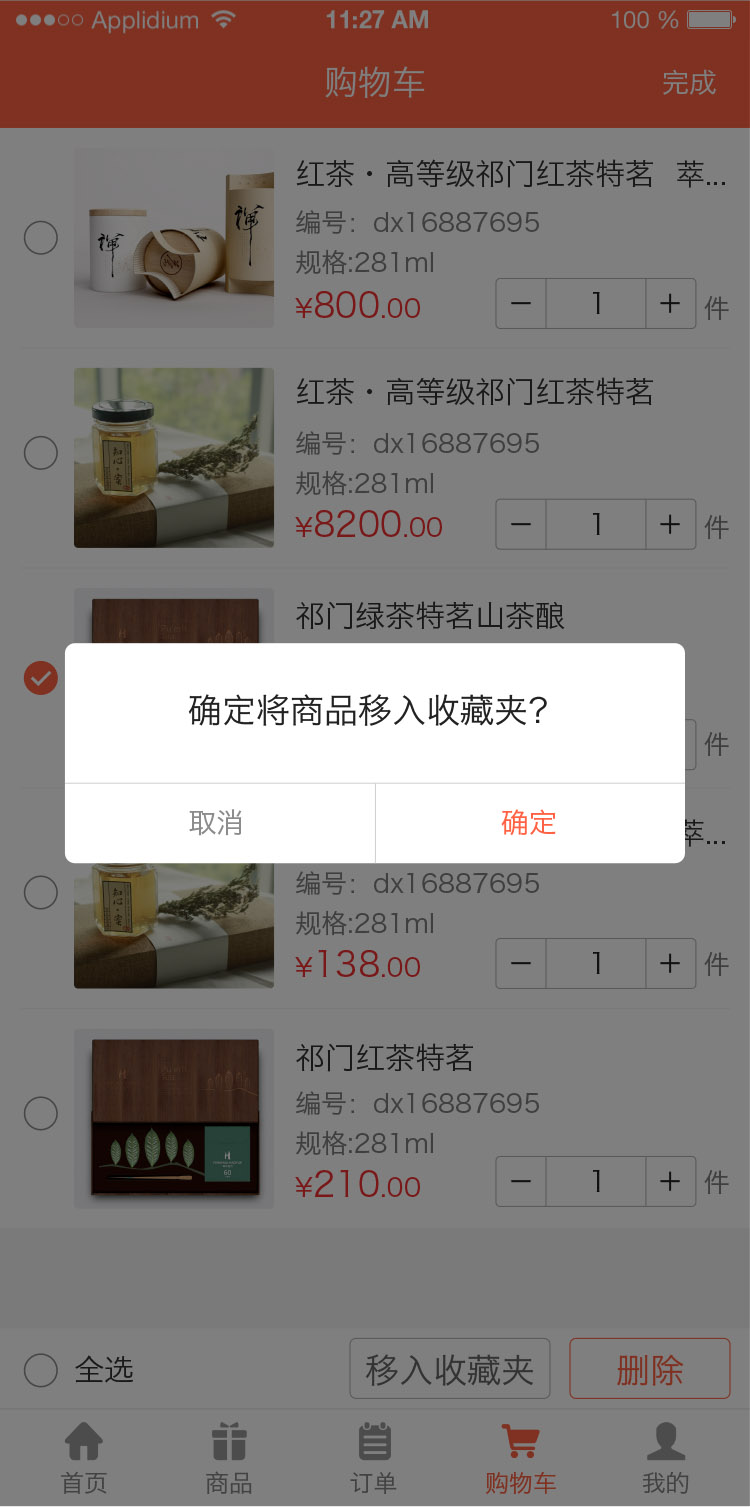 Applidium 11:27 AM 100 %
购物车 完成
红茶・高等级祁门红茶特茗 萃...
编号：dx16887695
规格:281ml
¥800.00 － 1 ＋ 件
红茶・高等级祁门红茶特茗
编号：dx16887695
规格:281ml
¥8200.00 － 1 ＋ 件
知心·蜜
祁门绿茶特茗山茶酿
件
确定将商品移入收藏夹?
取消 确定
萃...
编号：dx16887695
规格:281ml
¥138.00 － 1 ＋ 件
知心·蜜
祁门红茶特茗
编号：dx16887695
规格:281ml
¥210.00 － 1 ＋ 件
全选 移入收藏夹 删除
首页 商品 订单 购物车 我的